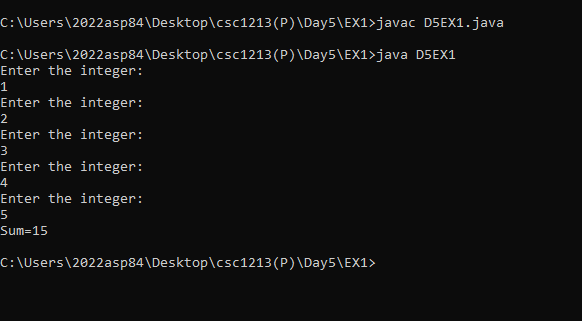 C:\Users\2022asp84\Desktop\csc1213(P)\Day5\EX1>javac D5EX1.java
C:\Users\2022asp84\Desktop\csc1213(P)\Day5\EX1>java D5EX1
Enter the integer:
1
Enter the integer:
2
Enter the integer:
3
Enter the integer:
4
Enter the integer:
5
Sum=15
C:\Users\2022asp84\Desktop\csc1213(P)\Day5\EX1>